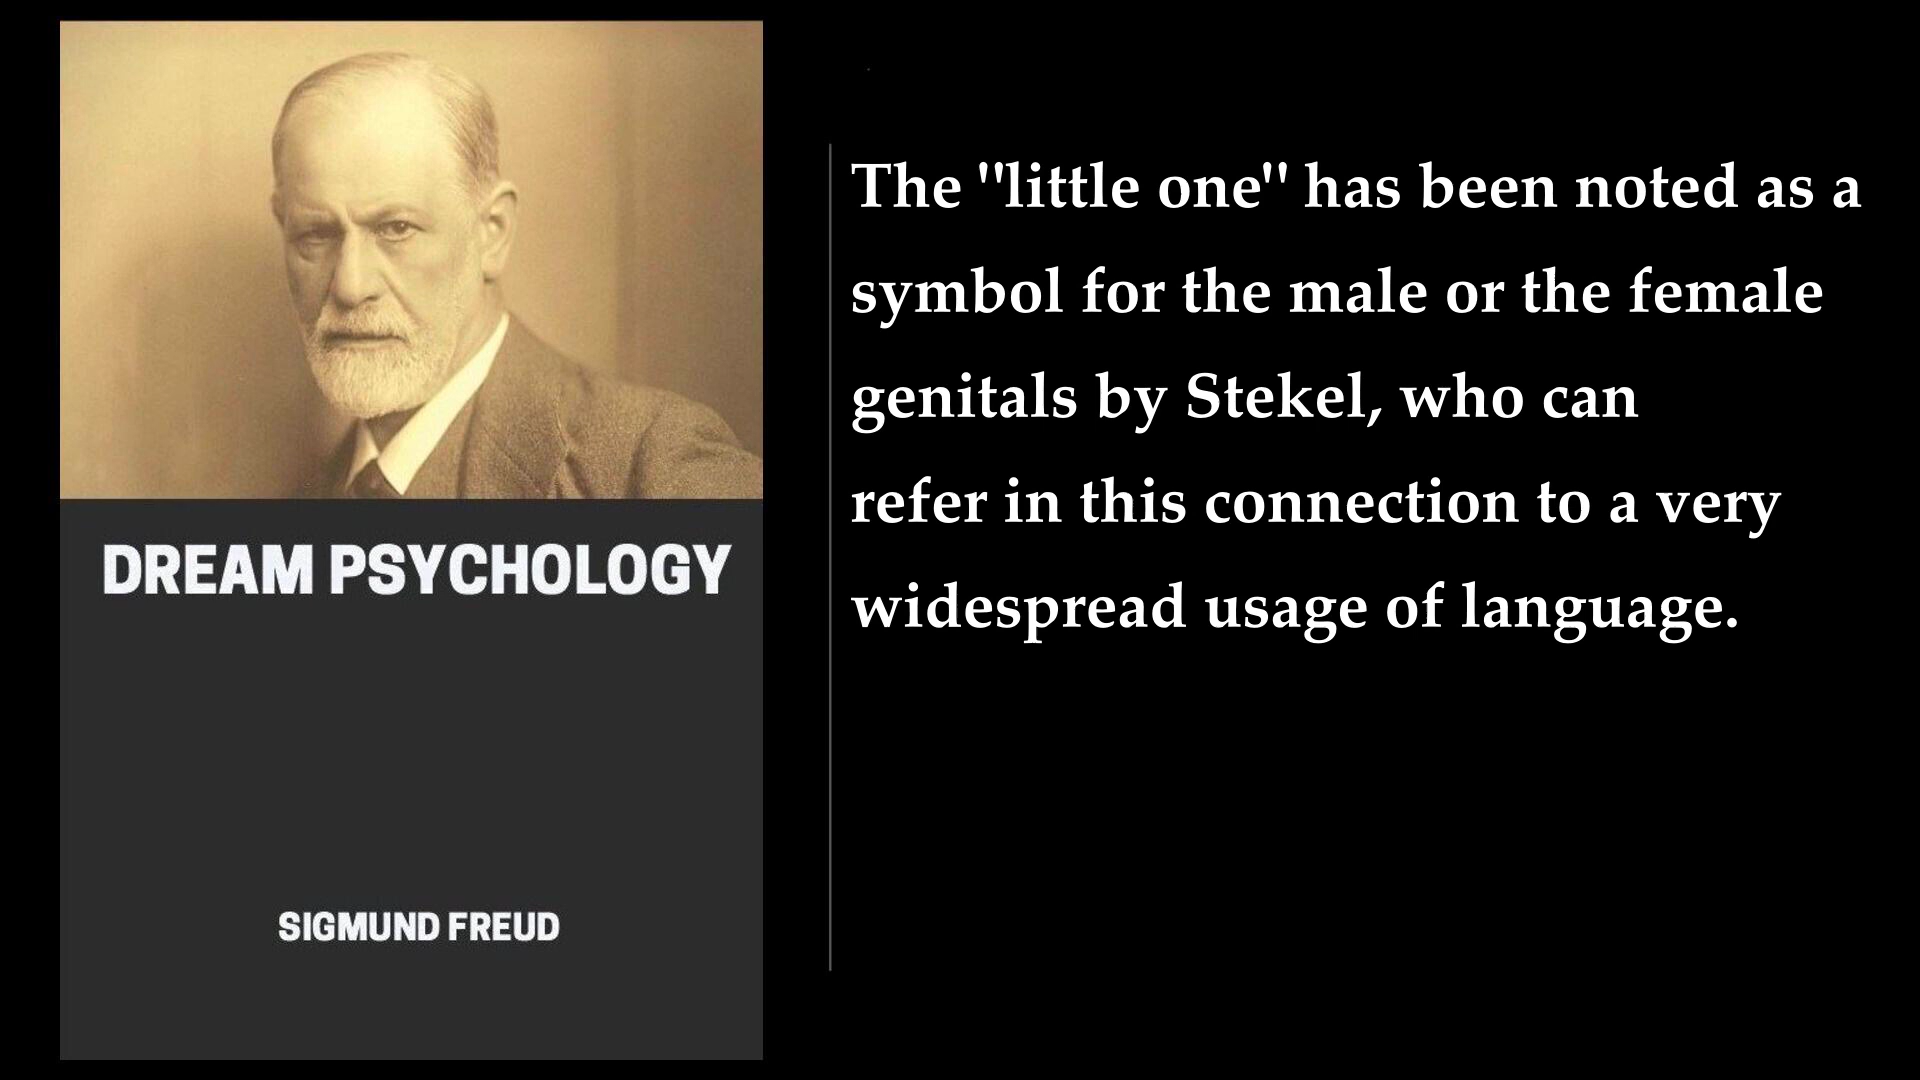 DREAM PSYCHOLOGY
SIGMUND FREUD
The "little one" has been noted as a
symbol for the male or the female
genitals by Stekel, who can
refer in this connection to a very
widespread usage of language.